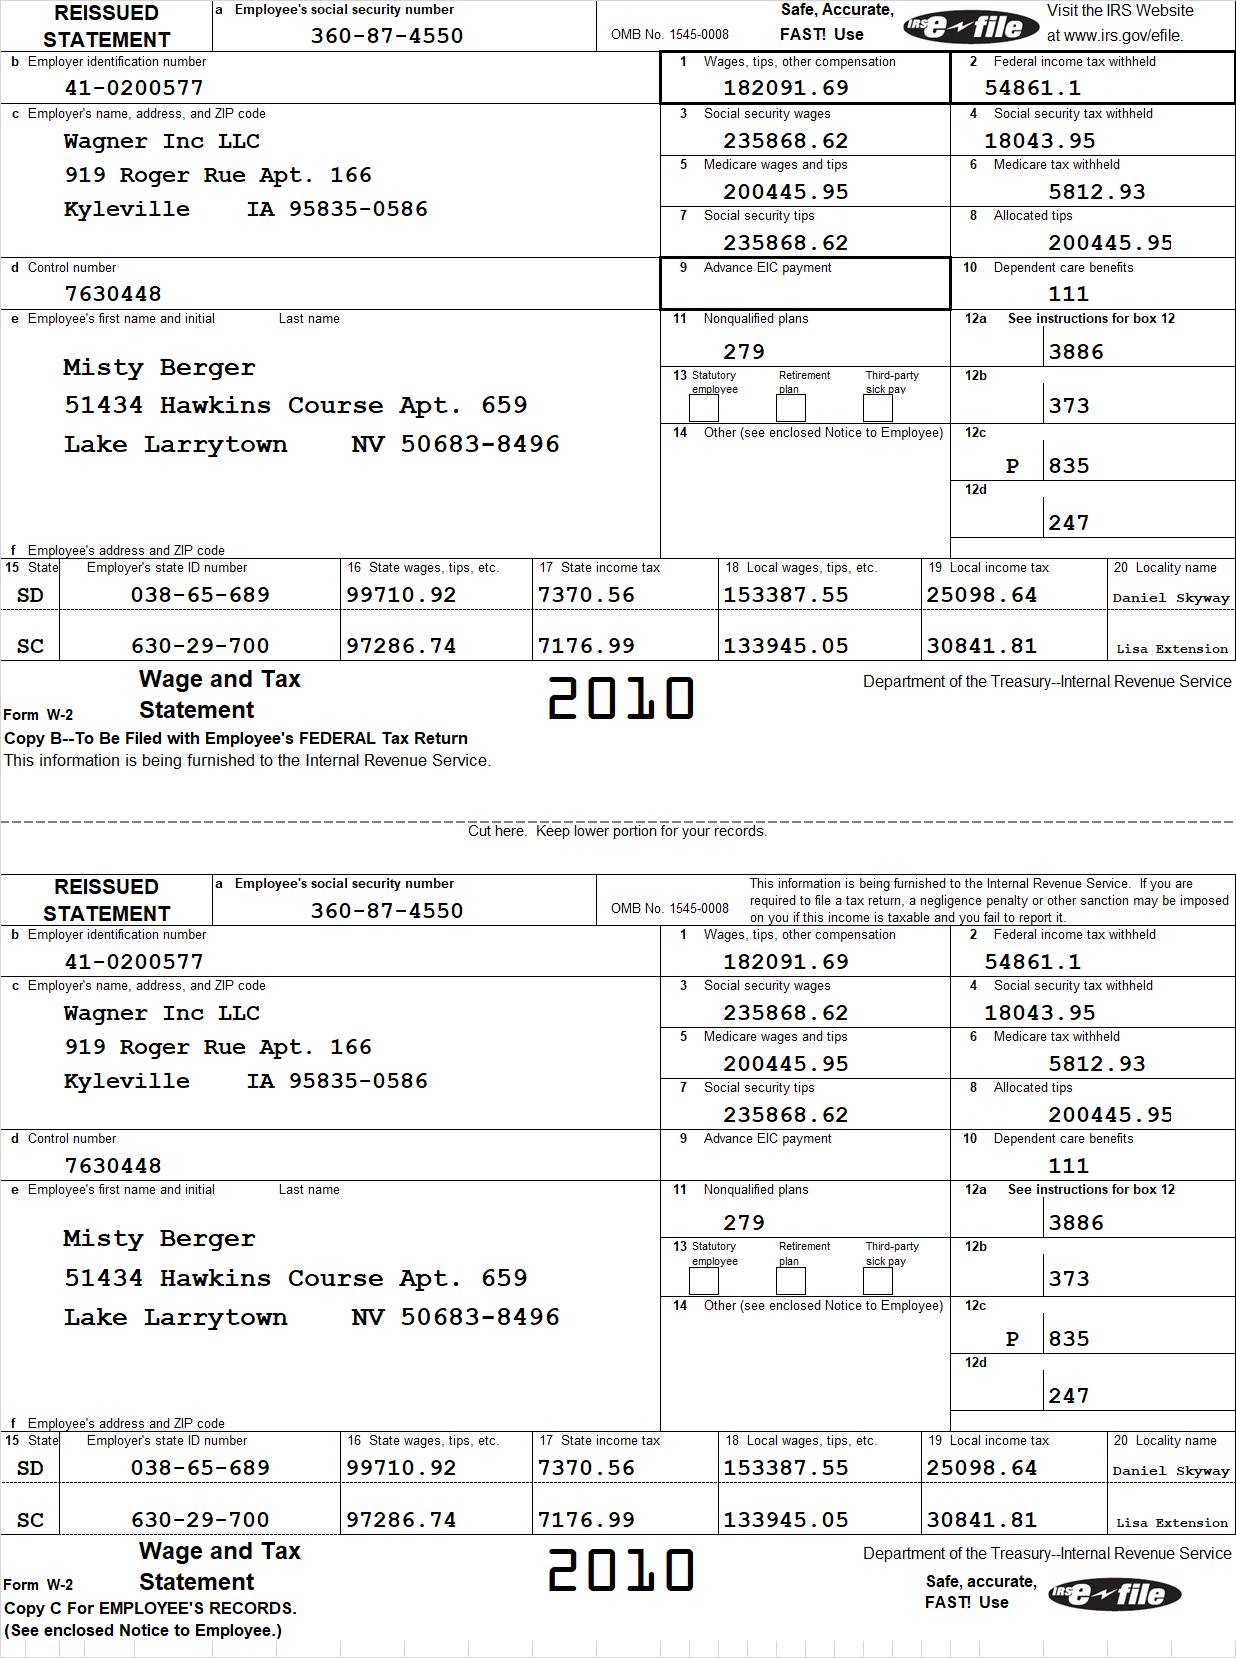 REISSUED STATEMENT
a Employee's social security number
360-87-4550
OMB No. 1545-0008
Safe, Accurate, FAST! Use
IRS e-file
Visit the IRS Website at www.irs.gov/efile.
b Employer identification number
41-0200577
1 Wages, tips, other compensation
182091.69
2 Federal income tax withheld
54861.1
c Employer's name, address, and ZIP code
Wagner Inc LLC
919 Roger Rue Apt. 166
Kyleville IA 95835-0586
3 Social security wages
235868.62
4 Social security tax withheld
18043.95
5 Medicare wages and tips
200445.95
6 Medicare tax withheld
5812.93
7 Social security tips
235868.62
8 Allocated tips
200445.95
d Control number
7630448
9 Advance EIC payment
10 Dependent care benefits
111
e Employee's first name and initial Last name
Misty Berger
51434 Hawkins Course Apt. 659
Lake Larrytown NV 50683-8496
11 Nonqualified plans
279
12a See instructions for box 12
3886
13 Statutory employee Retirement plan Third-party sick pay
12b
373
14 Other (see enclosed Notice to Employee)
12c
P 835
12d
247
f Employee's address and ZIP code
15 State Employer's state ID number 16 State wages, tips, etc. 17 State income tax 18 Local wages, tips, etc. 19 Local income tax 20 Locality name
SD 038-65-689 99710.92 7370.56 153387.55 25098.64 Daniel Skyway
SC 630-29-700 97286.74 7176.99 133945.05 30841.81 Lisa Extension
Form W-2 Wage and Tax Statement 2010 Department of the Treasury--Internal Revenue Service
Copy B--To Be Filed with Employee's FEDERAL Tax Return
This information is being furnished to the Internal Revenue Service.
Cut here. Keep lower portion for your records.
REISSUED STATEMENT
a Employee's social security number
360-87-4550
OMB No. 1545-0008
This information is being furnished to the Internal Revenue Service. If you are
required to file a tax return, a negligence penalty or other sanction may be imposed
on you if this income is taxable and you fail to report it.
b Employer identification number
41-0200577
1 Wages, tips, other compensation
182091.69
2 Federal income tax withheld
54861.1
c Employer's name, address, and ZIP code
Wagner Inc LLC
919 Roger Rue Apt. 166
Kyleville IA 95835-0586
3 Social security wages
235868.62
4 Social security tax withheld
18043.95
5 Medicare wages and tips
200445.95
6 Medicare tax withheld
5812.93
7 Social security tips
235868.62
8 Allocated tips
200445.95
d Control number
7630448
9 Advance EIC payment
10 Dependent care benefits
111
e Employee's first name and initial Last name
Misty Berger
51434 Hawkins Course Apt. 659
Lake Larrytown NV 50683-8496
11 Nonqualified plans
279
12a See instructions for box 12
3886
13 Statutory employee Retirement plan Third-party sick pay
12b
373
14 Other (see enclosed Notice to Employee)
12c
P 835
12d
247
f Employee's address and ZIP code
15 State Employer's state ID number 16 State wages, tips, etc. 17 State income tax 18 Local wages, tips, etc. 19 Local income tax 20 Locality name
SD 038-65-689 99710.92 7370.56 153387.55 25098.64 Daniel Skyway
SC 630-29-700 97286.74 7176.99 133945.05 30841.81 Lisa Extension
Form W-2 Wage and Tax Statement 2010 Department of the Treasury--Internal Revenue Service
Safe, accurate, FAST! Use
IRS e-file
Copy C For EMPLOYEE'S RECORDS.
(See enclosed Notice to Employee.)